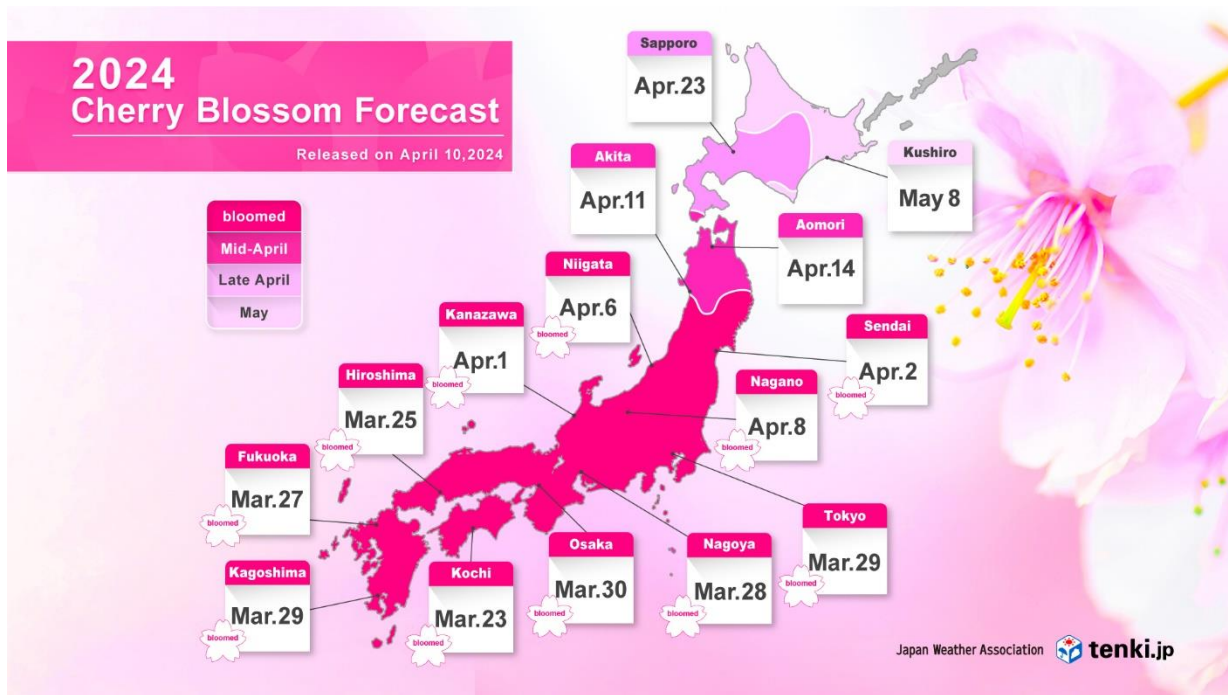 2024
Cherry Blossom Forecast
Released on April 10,2024
bloomed
Mid-April
Late April
May
Sapporo
Apr.23
Kushiro
May 8
Akita
Apr.11
Aomori
Apr.14
Niigata
Apr.6
bloomed
Kanazawa
Apr.1
bloomed
Sendai
Apr.2
bloomed
Hiroshima
Mar.25
bloomed
Nagano
Apr.8
bloomed
Fukuoka
Mar.27
bloomed
Tokyo
Mar.29
bloomed
Kagoshima
Mar.29
bloomed
Kochi
Mar.23
bloomed
Osaka
Mar.30
bloomed
Nagoya
Mar.28
bloomed
Japan Weather Association
tenki.jp